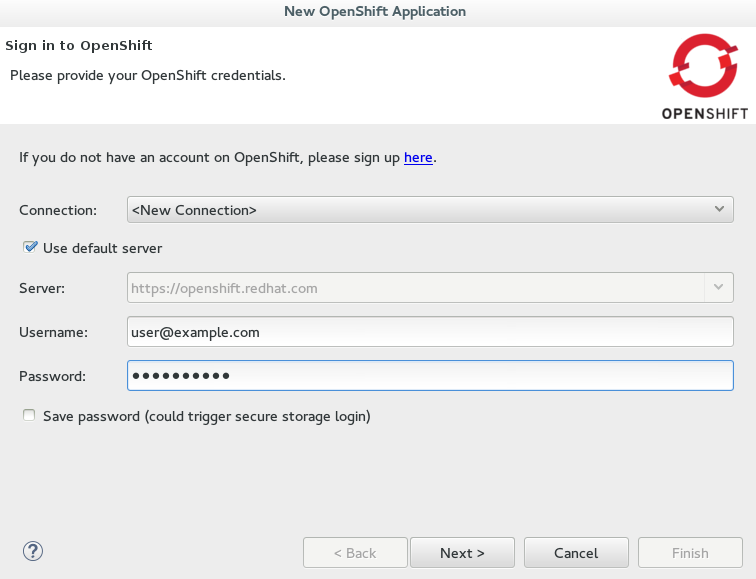 New OpenShift Application
Sign in to OpenShift
Please provide your OpenShift credentials.
OPENSHIFT
If you do not have an account on OpenShift, please sign up here.
Connection: <New Connection>
Use default server
Server: https://openshift.redhat.com
Username: user@example.com
Password: ●●●●●●●●●●
Save password (could trigger secure storage login)
? < Back Next > Cancel Finish